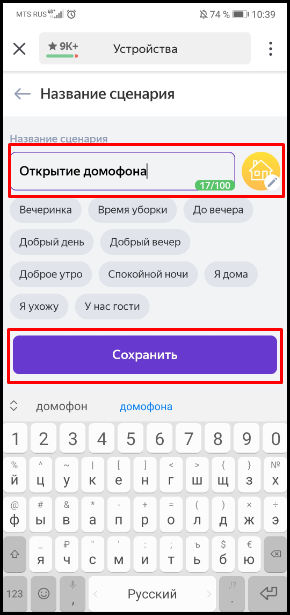 MTS RUS 74 % 10:39
9K+ Устройства
Название сценария
Название сценария
Открытие домофона
17/100
Вечеринка Время уборки До вечера
Добрый день Добрый вечер
Доброе утро Спокойной ночи Я дома
Я ухожу У нас гости
Сохранить
домофон домофона
1 2 3 4 5 6 7 8 9 0
% ^ ~ | [ ] < > { } №
й ц у к е н г ш щ з х
@ # & * - + = ( ) ÷
ф ы в а п р о л д ж э
₽ " ' : ; ъ $ ё
я ч с м и т ь б ю
123 , Русский .